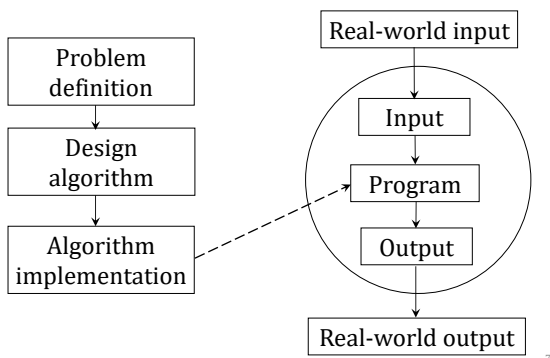 Problem
definition
Design
algorithm
Algorithm
implementation
Real-world input
Input
Program
Output
Real-world output